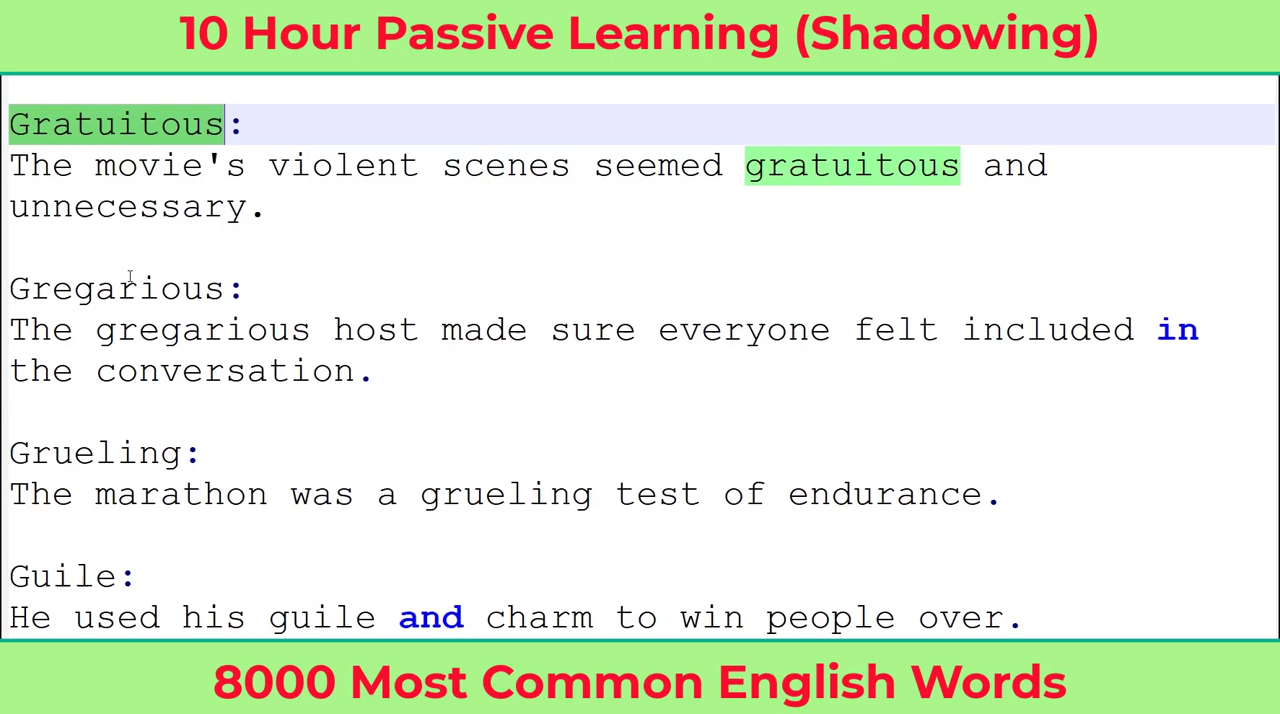 10 Hour Passive Learning (Shadowing)
Gratuitous:
The movie's violent scenes seemed gratuitous and
unnecessary.
Gregarious:
The gregarious host made sure everyone felt included in
the conversation.
Grueling:
The marathon was a grueling test of endurance.
Guile:
He used his guile and charm to win people over.
8000 Most Common English Words